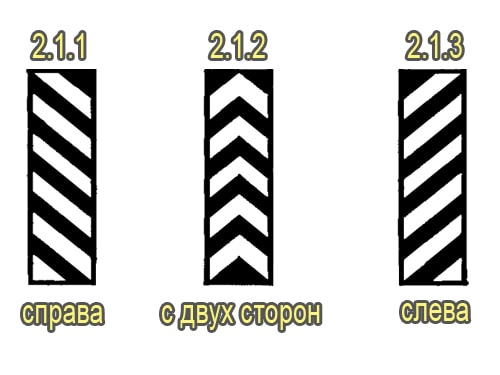 2.1.1 2.1.2 2.1.3
справа с двух сторон слева